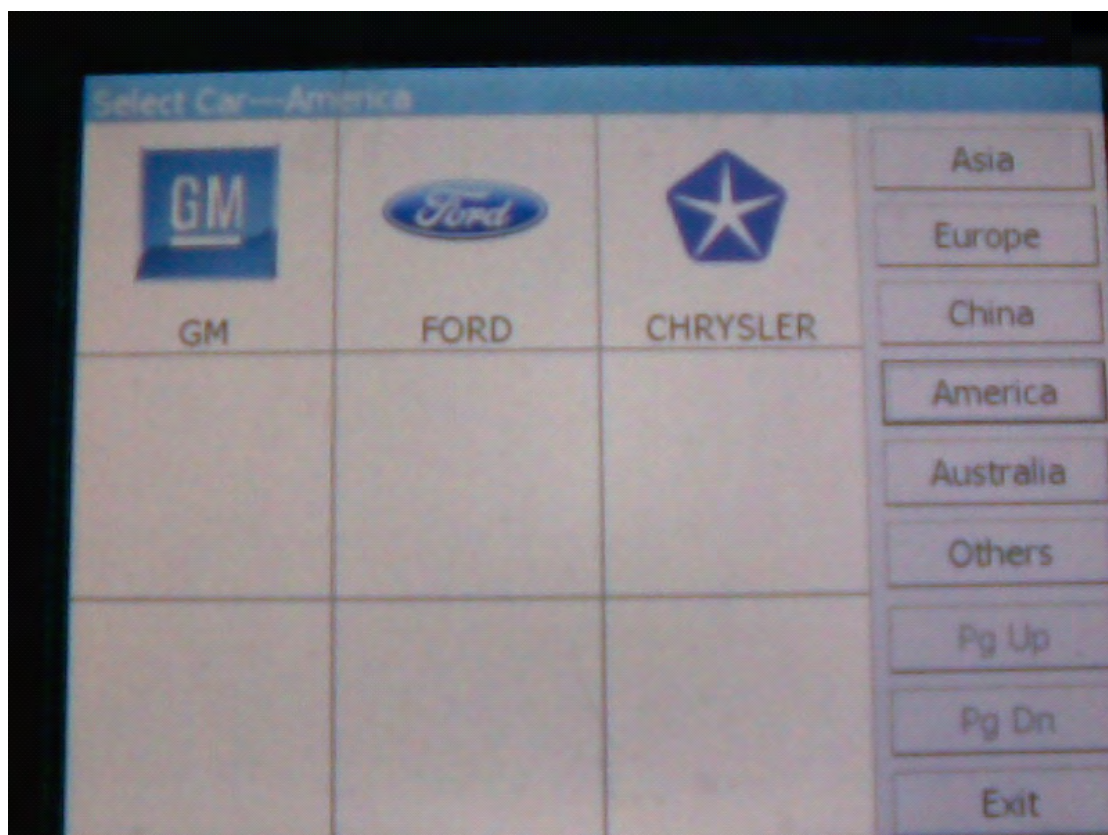 Select Car---America
GM
Ford
GM
FORD
CHRYSLER
Asia
Europe
China
America
Australia
Others
Pg Up
Pg Dn
Exit